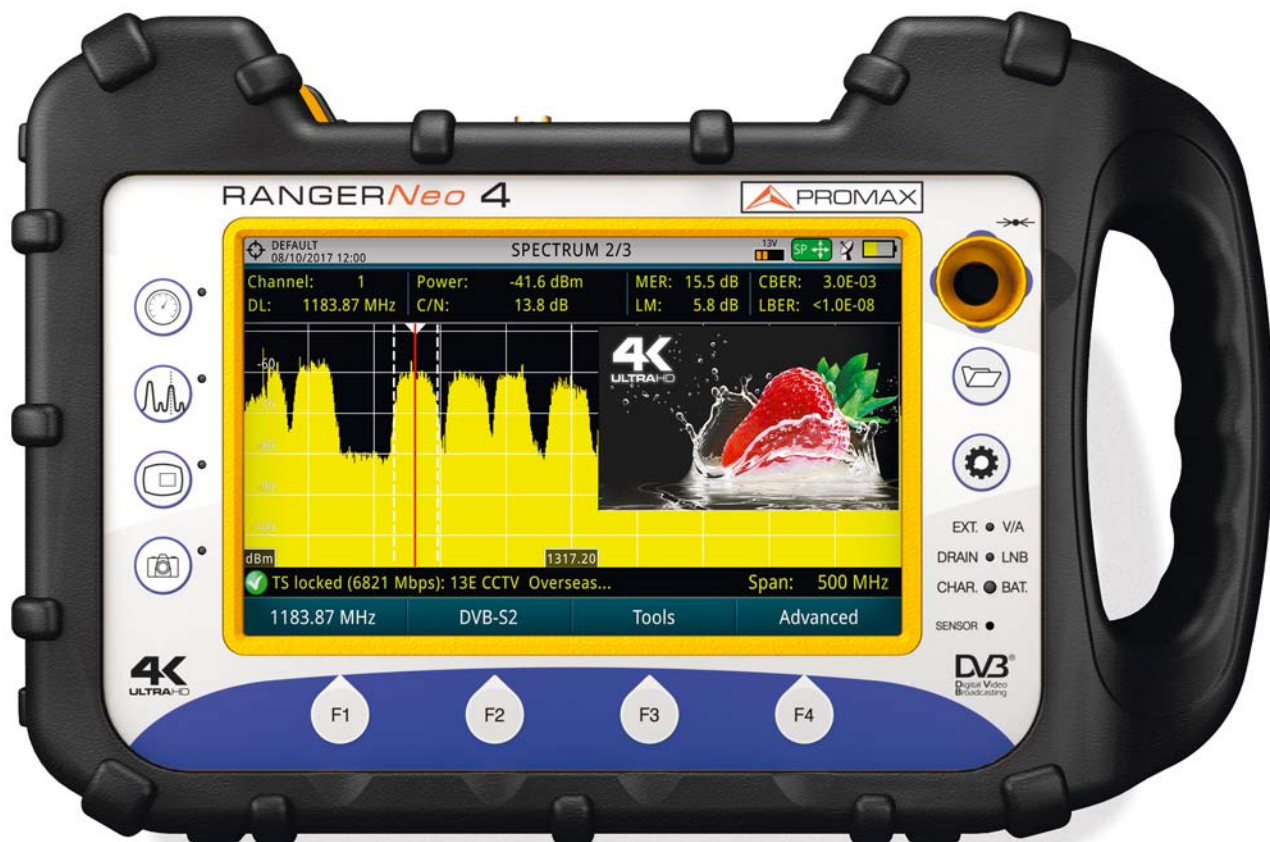 RANGERNeo 4
PROMAX
DEFAULT
08/10/2017 12:00
SPECTRUM 2/3
13V
SP
Channel: 1
Power: -41.6 dBm
MER: 15.5 dB
CBER: 3.0E-03
DL: 1183.87 MHz
C/N: 13.8 dB
LM: 5.8 dB
LBER: <1.0E-08
-60
-80
-90
-100
4K
ULTRAHD
dBm
1317.20
TS locked (6821 Mbps): 13E CCTV Overseas...
Span: 500 MHz
1183.87 MHz
DVB-S2
Tools
Advanced
EXT. V/A
DRAIN LNB
CHAR. BAT.
SENSOR
4K
ULTRAHD
F1
F2
F3
F4
DVB®
Digital Video
Broadcasting